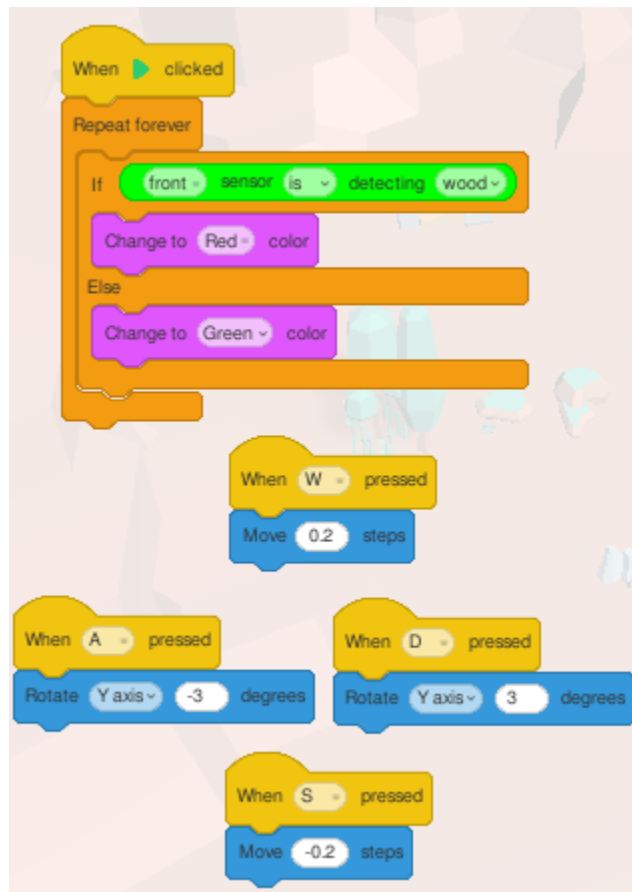 When clicked
Repeat forever
If front sensor is detecting wood
Change to Red color
Else
Change to Green color
When W pressed
Move 0.2 steps
When A pressed
Rotate Y axis -3 degrees
When D pressed
Rotate Y axis 3 degrees
When S pressed
Move -0.2 steps